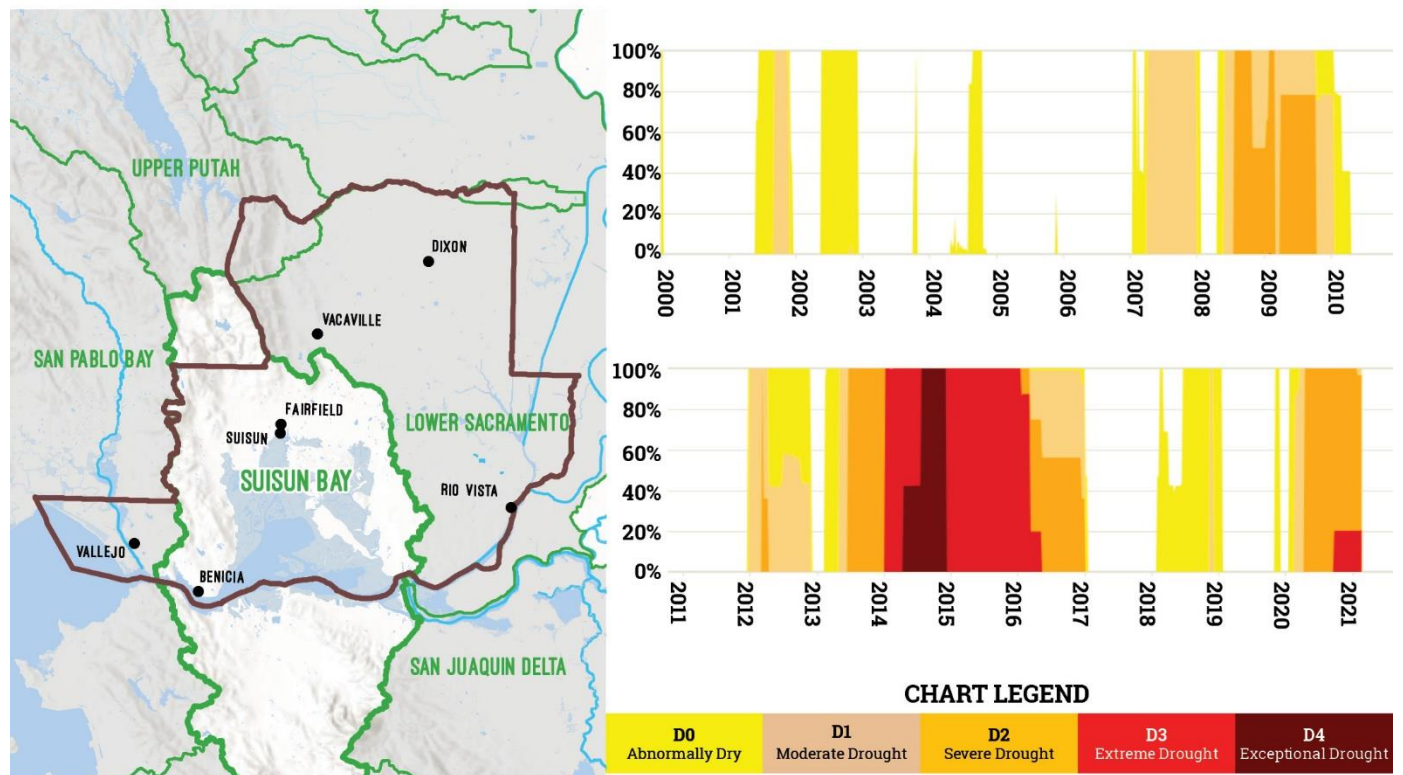 UPPER PUTAH
DIXON
VACAVILLE
SAN PABLO BAY
FAIRFIELD
SUISUN
LOWER SACRAMENTO
SUISUN BAY
RIO VISTA
VALLEJO
BENICIA
SAN JUAQUIN DELTA
100%
80%
60%
40%
20%
0%
2000 2001 2002 2003 2004 2005 2006 2007 2008 2009 2010
100%
80%
60%
40%
20%
0%
2011 2012 2013 2014 2015 2016 2017 2018 2019 2020 2021
CHART LEGEND
D0 D1 D2 D3 D4
Abnormally Dry Moderate Drought Severe Drought Extreme Drought Exceptional Drought